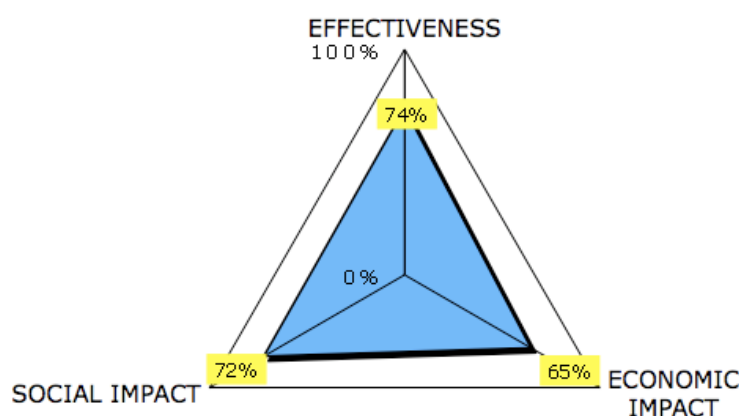 EFFECTIVENESS
100%
74%
0%
72%
65%
SOCIAL IMPACT
ECONOMIC
IMPACT